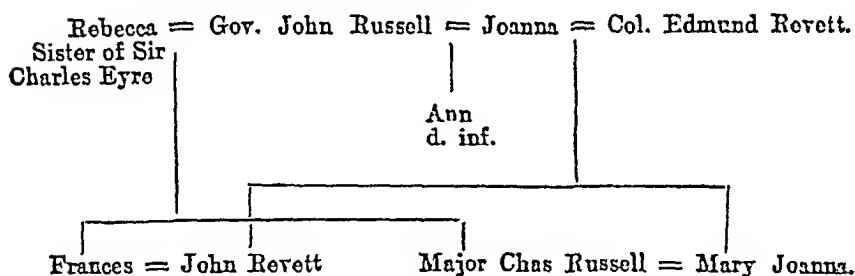 Rebecca = Gov. John Russell = Joanna = Col. Edmund Revett.
Sister of Sir
Charles Eyre
Ann
d. inf.
Frances = John Revett Major Chas Russell = Mary Joanna.